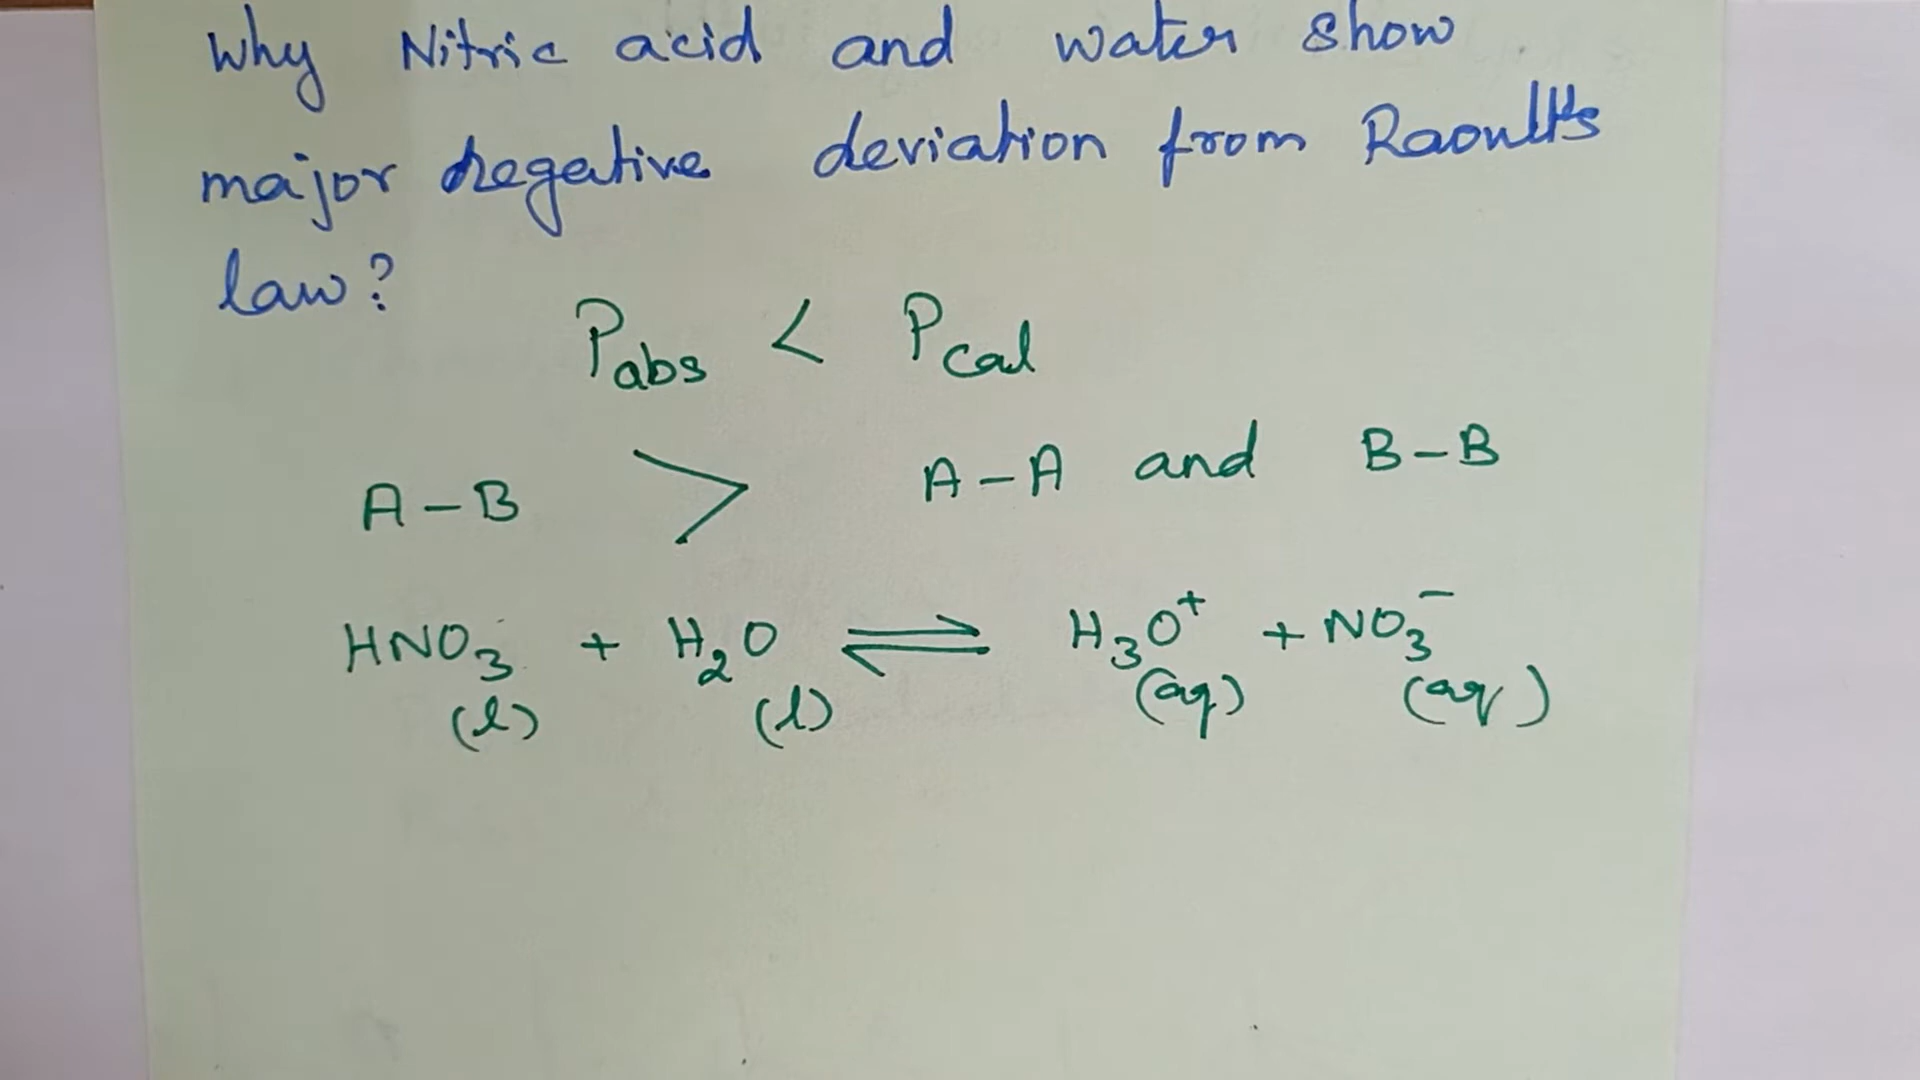 Why Nitric acid and water show
major negative deviation from Raoult's
law?
Pabs < Pcal
A-B > A-A and B-B
HNO3 + H2O ⇌ H3O+ + NO3-
(l) (l) (aq) (aq)